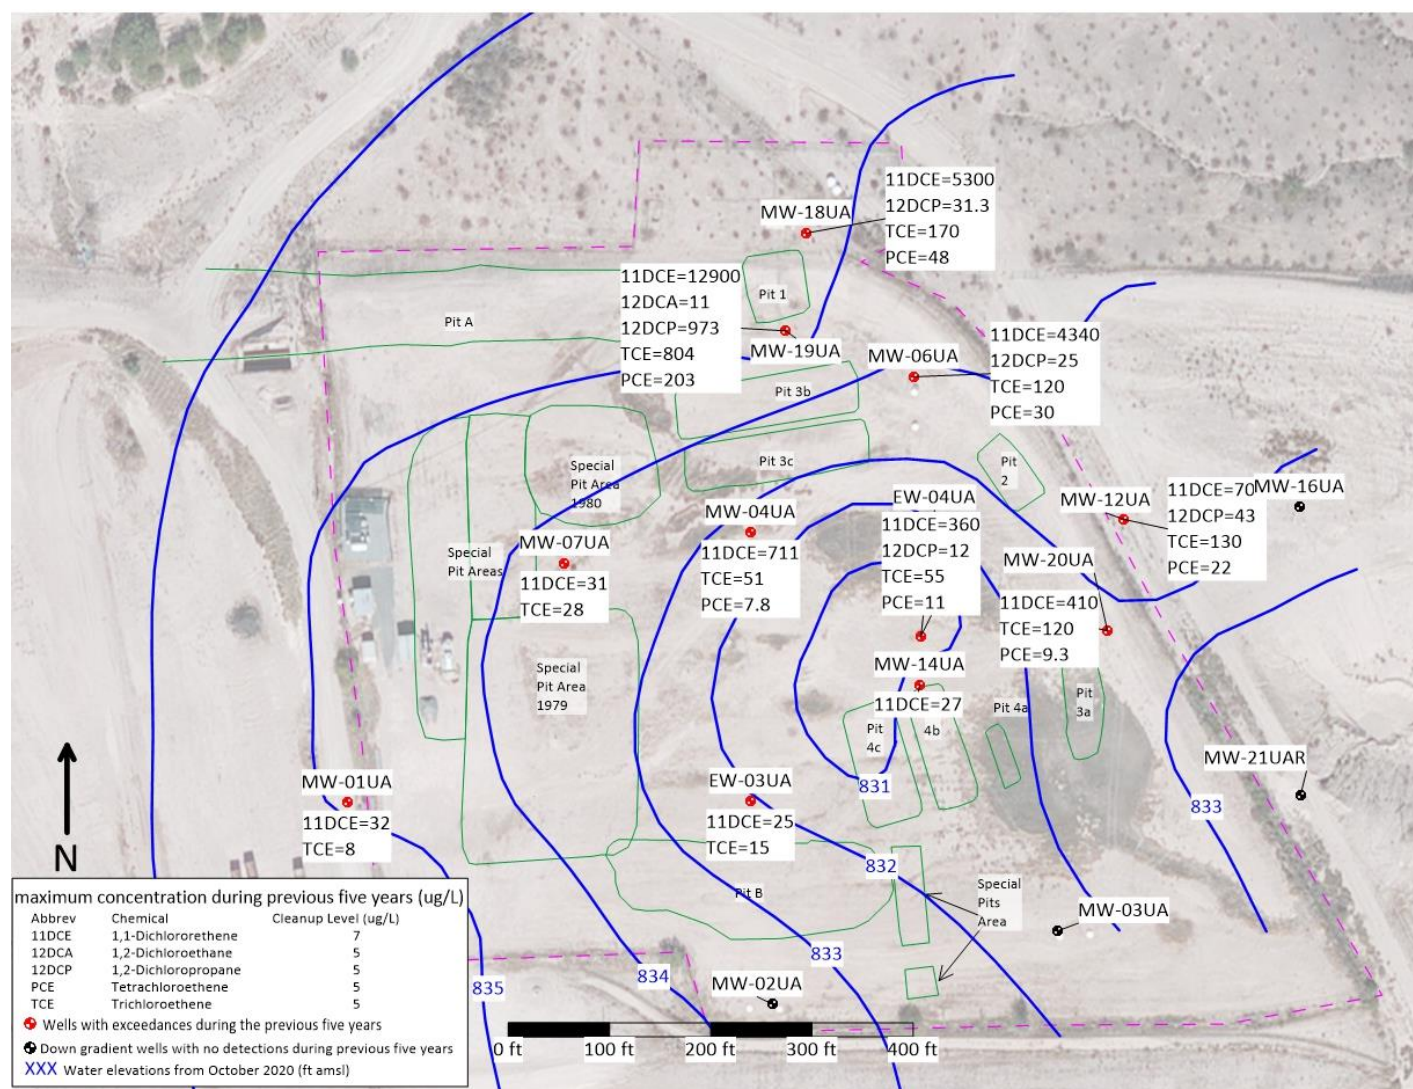 MW-18UA
11DCE=5300
12DCP=31.3
TCE=170
PCE=48
11DCE=12900
12DCA=11
12DCP=973
TCE=804
PCE=203
Pit 1
Pit A
MW-19UA
MW-06UA
11DCE=4340
12DCP=25
TCE=120
PCE=30
Pit 3b
Pit 3c
Special
Pit Area
1980
Pit
2
MW-12UA
11DCE=70
12DCP=43
TCE=130
PCE=22
MW-16UA
MW-04UA
11DCE=711
TCE=51
PCE=7.8
EW-04UA
11DCE=360
12DCP=12
TCE=55
PCE=11
MW-07UA
11DCE=31
TCE=28
Special
Pit Areas
MW-20UA
11DCE=410
TCE=120
PCE=9.3
MW-14UA
11DCE=27
Special
Pit Area
1979
Pit
4c
4b
Pit 4a
Pit
3a
MW-21UAR
MW-01UA
11DCE=32
TCE=8
EW-03UA
11DCE=25
TCE=15
831
833
832
Pit B
Special
Pits
Area
MW-03UA
833
834
835
MW-02UA
N
maximum concentration during previous five years (ug/L)
Abbrev Chemical Cleanup Level (ug/L)
11DCE 1,1-Dichlororethene 7
12DCA 1,2-Dichloroethane 5
12DCP 1,2-Dichloropropane 5
PCE Tetrachloroethene 5
TCE Trichloroethene 5
Wells with exceedances during the previous five years
Down gradient wells with no detections during previous five years
XXX Water elevations from October 2020 (ft amsl)
0 ft 100 ft 200 ft 300 ft 400 ft